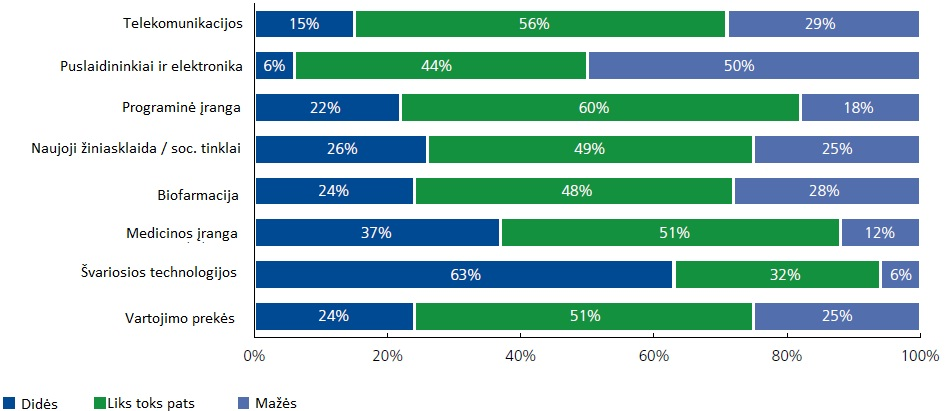 Telekomunikacijos 15% 56% 29%
Puslaidininkiai ir elektronika 6% 44% 50%
Programinė įranga 22% 60% 18%
Naujoji žiniasklaida / soc. tinklai 26% 49% 25%
Biofarmacija 24% 48% 28%
Medicinos įranga 37% 51% 12%
Švariosios technologijos 63% 32% 6%
Vartojimo prekės 24% 51% 25%
0% 20% 40% 60% 80% 100%
Didės Liks toks pats Mažės